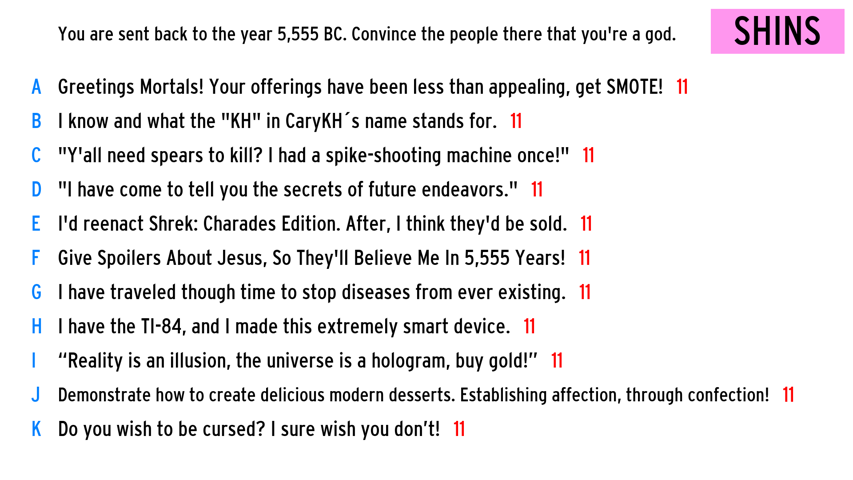 You are sent back to the year 5,555 BC. Convince the people there that you're a god.
SHINS
A Greetings Mortals! Your offerings have been less than appealing, get SMOTE! 11
B I know and what the "KH" in CaryKH´s name stands for. 11
C "Y'all need spears to kill? I had a spike-shooting machine once!" 11
D "I have come to tell you the secrets of future endeavors." 11
E I'd reenact Shrek: Charades Edition. After, I think they'd be sold. 11
F Give Spoilers About Jesus, So They'll Believe Me In 5,555 Years! 11
G I have traveled though time to stop diseases from ever existing. 11
H I have the TI-84, and I made this extremely smart device. 11
I “Reality is an illusion, the universe is a hologram, buy gold!” 11
J Demonstrate how to create delicious modern desserts. Establishing affection, through confection! 11
K Do you wish to be cursed? I sure wish you don’t! 11